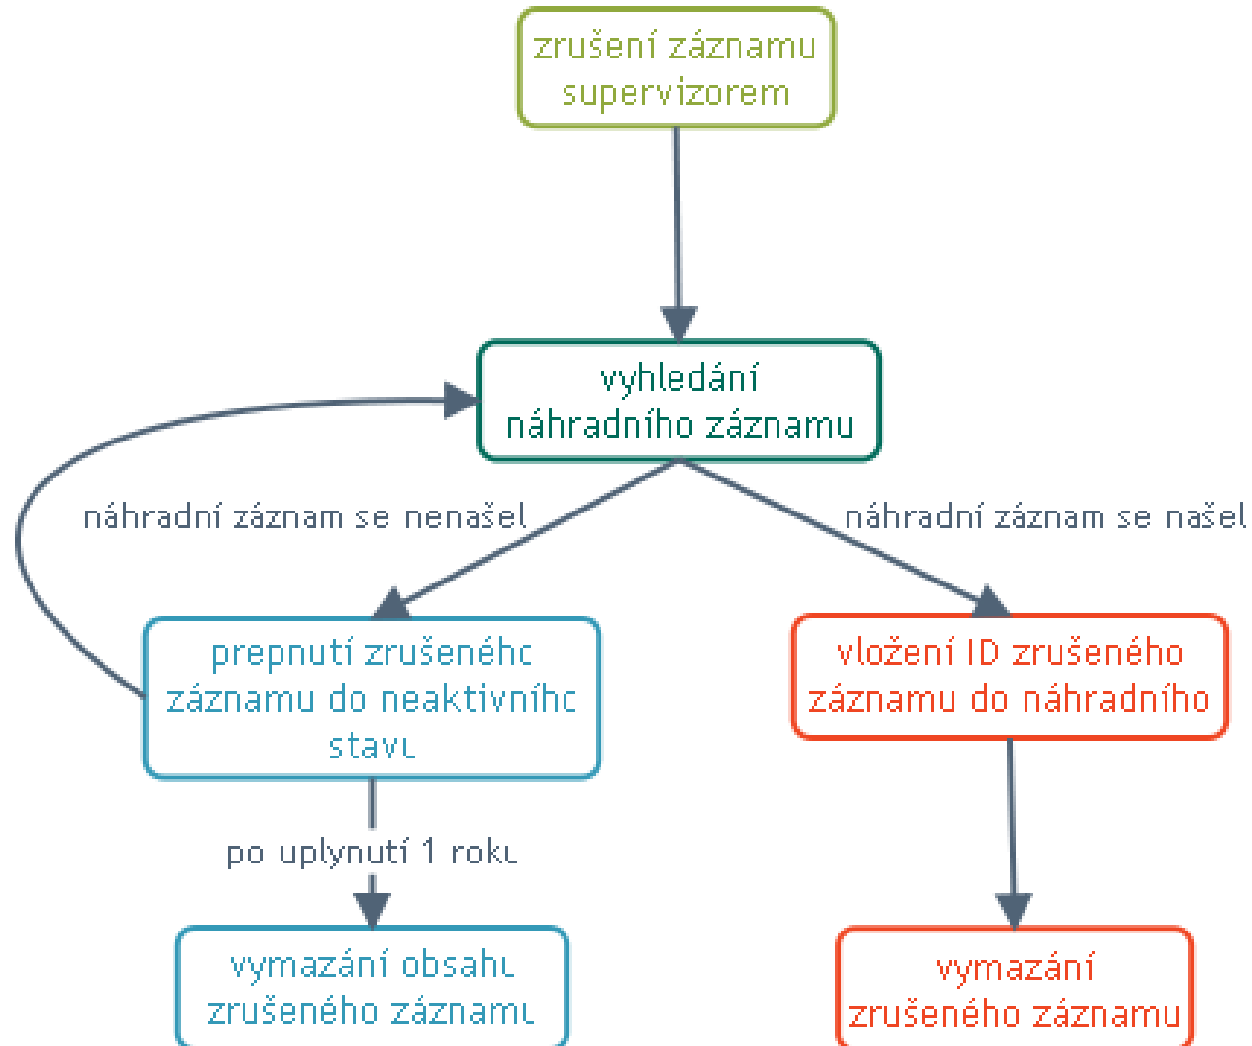 zrušení záznamu
supervizorem
vyhledání
náhradního záznamu
náhradní záznam se nenašel
náhradní záznam se našel
prepnutí zrušeného
záznamu do neaktivního
stavu
vložení ID zrušeného
záznamu do náhradního
po uplynutí 1 roku
vymazání obsahu
zrušeného záznamu
vymazání
zrušeného záznamu